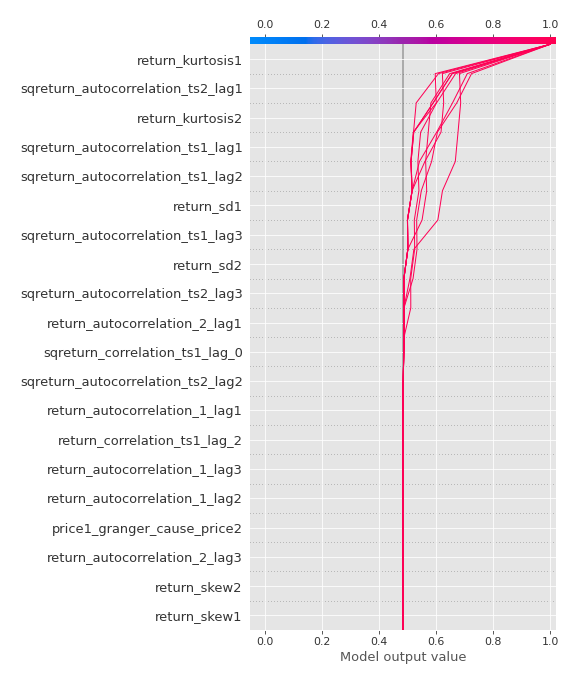 0.0 0.2 0.4 0.6 0.8 1.0
return_kurtosis1
sqreturn_autocorrelation_ts2_lag1
return_kurtosis2
sqreturn_autocorrelation_ts1_lag1
sqreturn_autocorrelation_ts1_lag2
return_sd1
sqreturn_autocorrelation_ts1_lag3
return_sd2
sqreturn_autocorrelation_ts2_lag3
return_autocorrelation_2_lag1
sqreturn_correlation_ts1_lag_0
sqreturn_autocorrelation_ts2_lag2
return_autocorrelation_1_lag1
return_correlation_ts1_lag_2
return_autocorrelation_1_lag3
return_autocorrelation_1_lag2
price1_granger_cause_price2
return_autocorrelation_2_lag3
return_skew2
return_skew1
0.0 0.2 0.4 0.6 0.8 1.0
Model output value